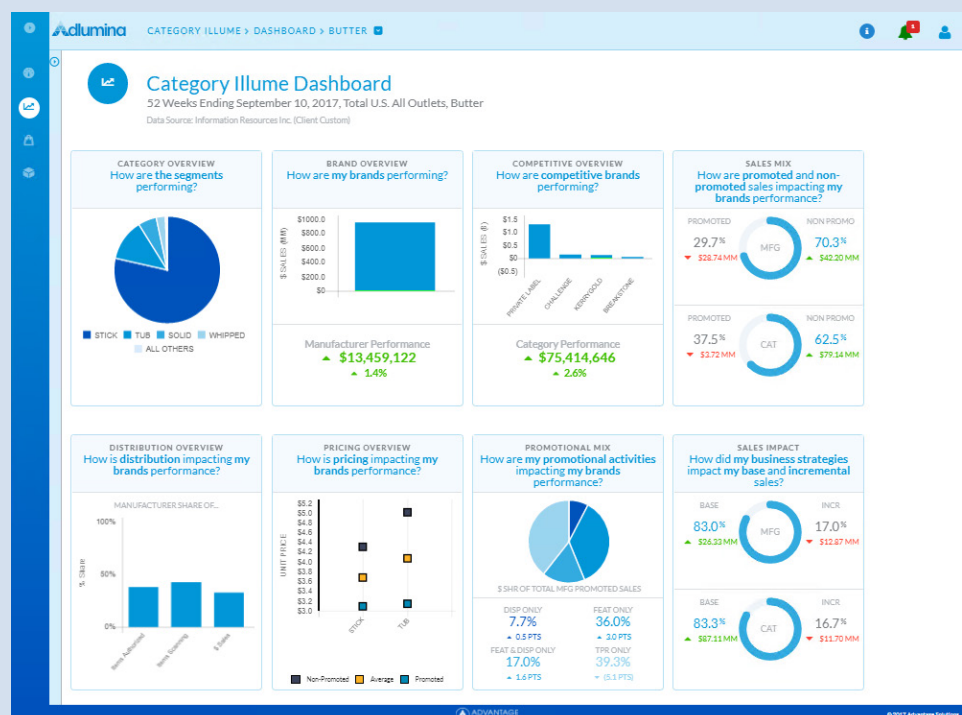 Adlumina
CATEGORY ILLUME > DASHBOARD > BUTTER
Category Illume Dashboard
52 Weeks Ending September 10, 2017, Total U.S. All Outlets, Butter
Data Source: Information Resources Inc. (Client Custom)
CATEGORY OVERVIEW
How are the segments
performing?
STICK TUB SOLID WHIPPED
ALL OTHERS
BRAND OVERVIEW
How are my brands performing?
$ SALES (MM)
$1000.0
$800.0
$600.0
$400.0
$200.0
$0
Manufacturer Performance
$13,459,122
1.4%
COMPETITIVE OVERVIEW
How are competitive brands
performing?
$ SALES ($)
$1.5
$1.0
$0.5
$0
($0.5)
PRIVATE LABEL
CHALLENGE
KERRYGOLD
BREAKSTONE
Category Performance
$75,414,646
2.6%
SALES MIX
How are promoted and non-
promoted sales impacting my
brands performance?
PROMOTED NON PROMO
29.7% MFG 70.3%
$28.74 MM $42.20 MM
PROMOTED NON PROMO
37.5% CAT 62.5%
$3.72 MM $79.14 MM
DISTRIBUTION OVERVIEW
How is distribution impacting my
brands performance?
MANUFACTURER SHARE OF...
% Share
100%
50%
0%
Items Authorized
Items Scanning
$ Sales
PRICING OVERVIEW
How is pricing impacting my
brands performance?
UNIT PRICE
$5.2
$5.0
$4.8
$4.6
$4.4
$4.2
$4.0
$3.8
$3.6
$3.4
$3.2
$3.0
STICK
TUB
Non-Promoted Average Promoted
PROMOTIONAL MIX
How are my promotional activities
impacting my brands
performance?
$ SHR OF TOTAL MFG PROMOTED SALES
DISP ONLY FEAT ONLY
7.7% 36.0%
0.5 PTS 3.0 PTS
FEAT & DISP ONLY TPR ONLY
17.0% 39.3%
1.6 PTS (5.1 PTS)
SALES IMPACT
How did my business strategies
impact my base and incremental
sales?
BASE INCR
83.0% MFG 17.0%
$26.33 MM $12.87 MM
BASE INCR
83.3% CAT 16.7%
$87.11 MM $11.70 MM
ADVANTAGE
© 2017 Advantage Solutions